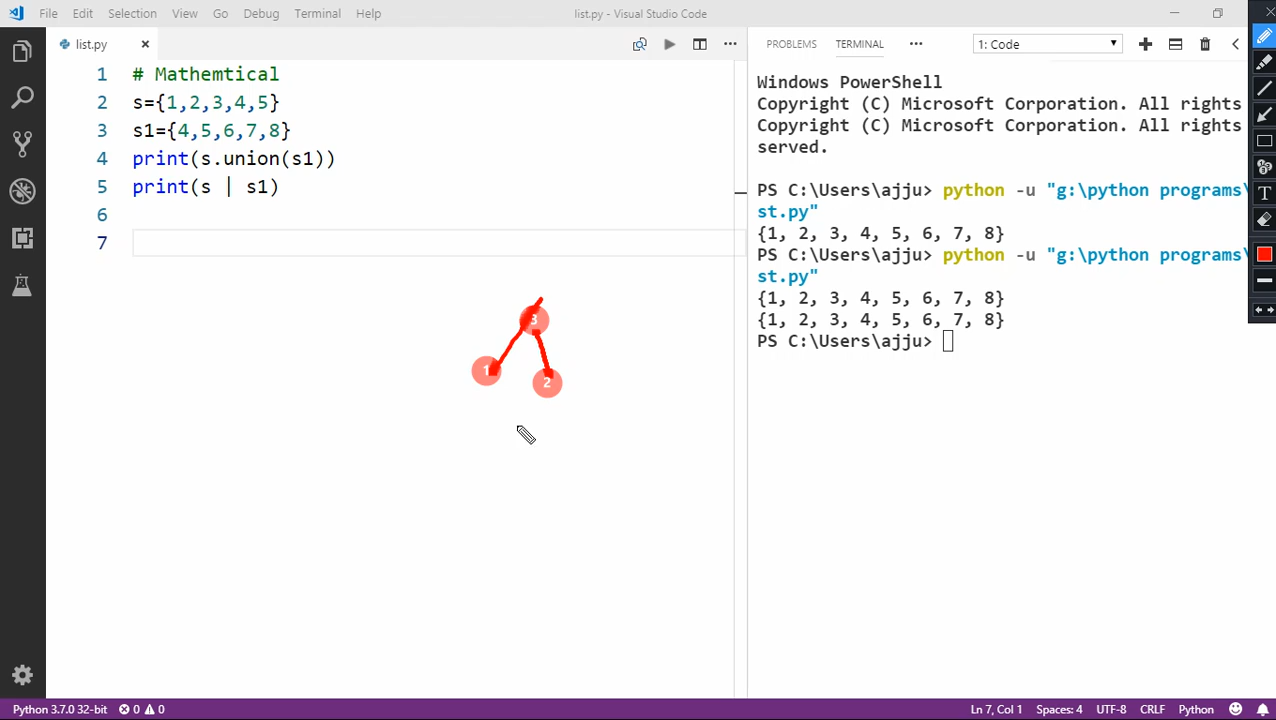 File Edit Selection View Go Debug Terminal Help list.py - Visual Studio Code
list.py
1 # Mathemtical
2 s={1,2,3,4,5}
3 s1={4,5,6,7,8}
4 print(s.union(s1))
5 print(s | s1)
6
7
3
1
2
PROBLEMS TERMINAL 1: Code
Windows PowerShell
Copyright (C) Microsoft Corporation. All rights
Copyright (C) Microsoft Corporation. All rights
served.
PS C:\Users\ajju> python -u "g:\python programs\
st.py"
{1, 2, 3, 4, 5, 6, 7, 8}
PS C:\Users\ajju> python -u "g:\python programs\
st.py"
{1, 2, 3, 4, 5, 6, 7, 8}
{1, 2, 3, 4, 5, 6, 7, 8}
PS C:\Users\ajju>
T
Python 3.7.0 32-bit 0 0 Ln 7, Col 1 Spaces: 4 UTF-8 CRLF Python